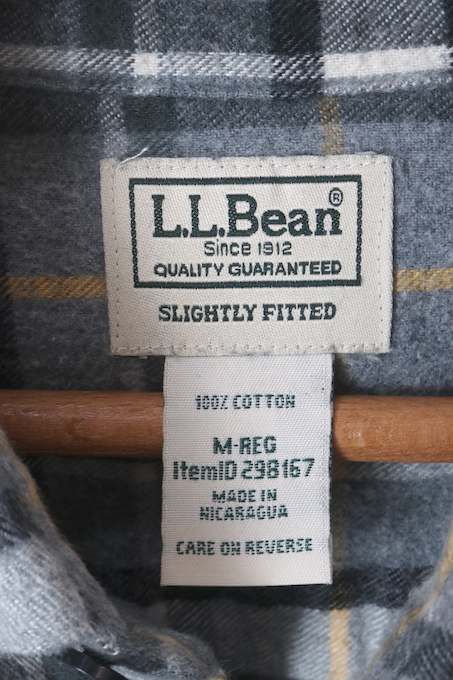 L.L.Bean®
Since 1912
QUALITY GUARANTEED
SLIGHTLY FITTED
100% COTTON
M-REG
ItemID 298167
MADE IN
NICARAGUA
CARE ON REVERSE